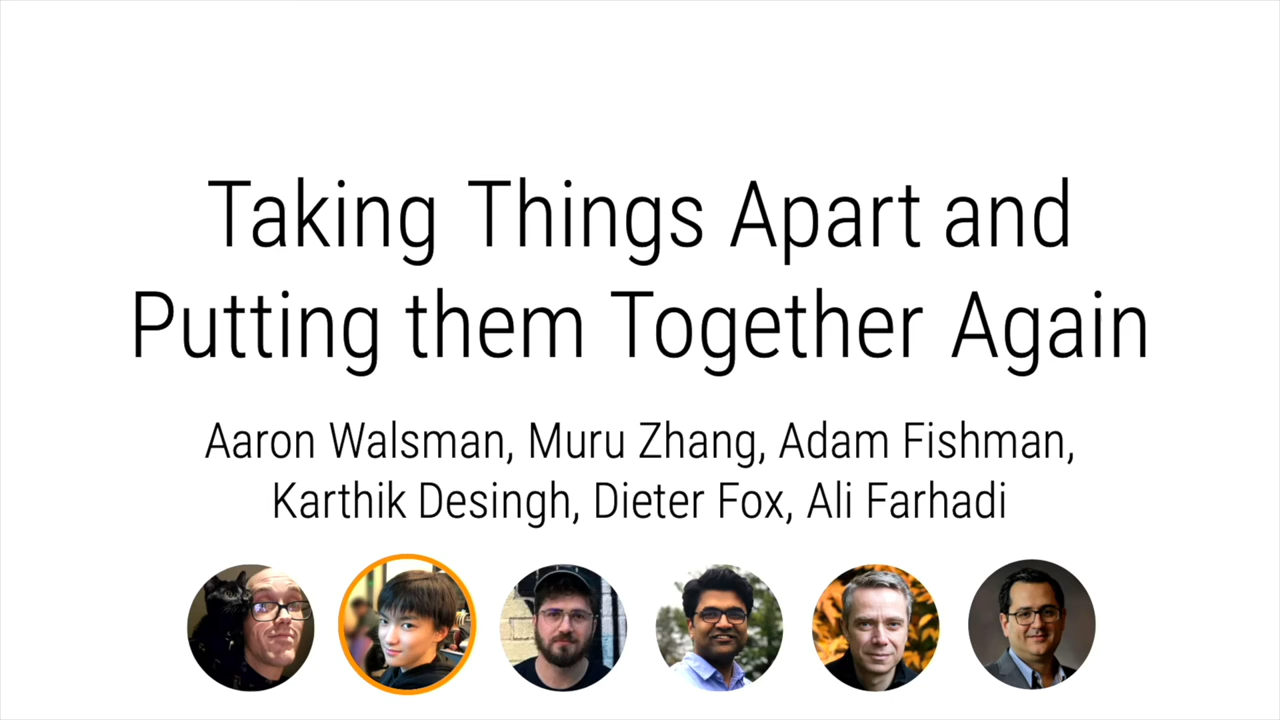 Taking Things Apart and
Putting them Together Again
Aaron Walsman, Muru Zhang, Adam Fishman,
Karthik Desingh, Dieter Fox, Ali Farhadi